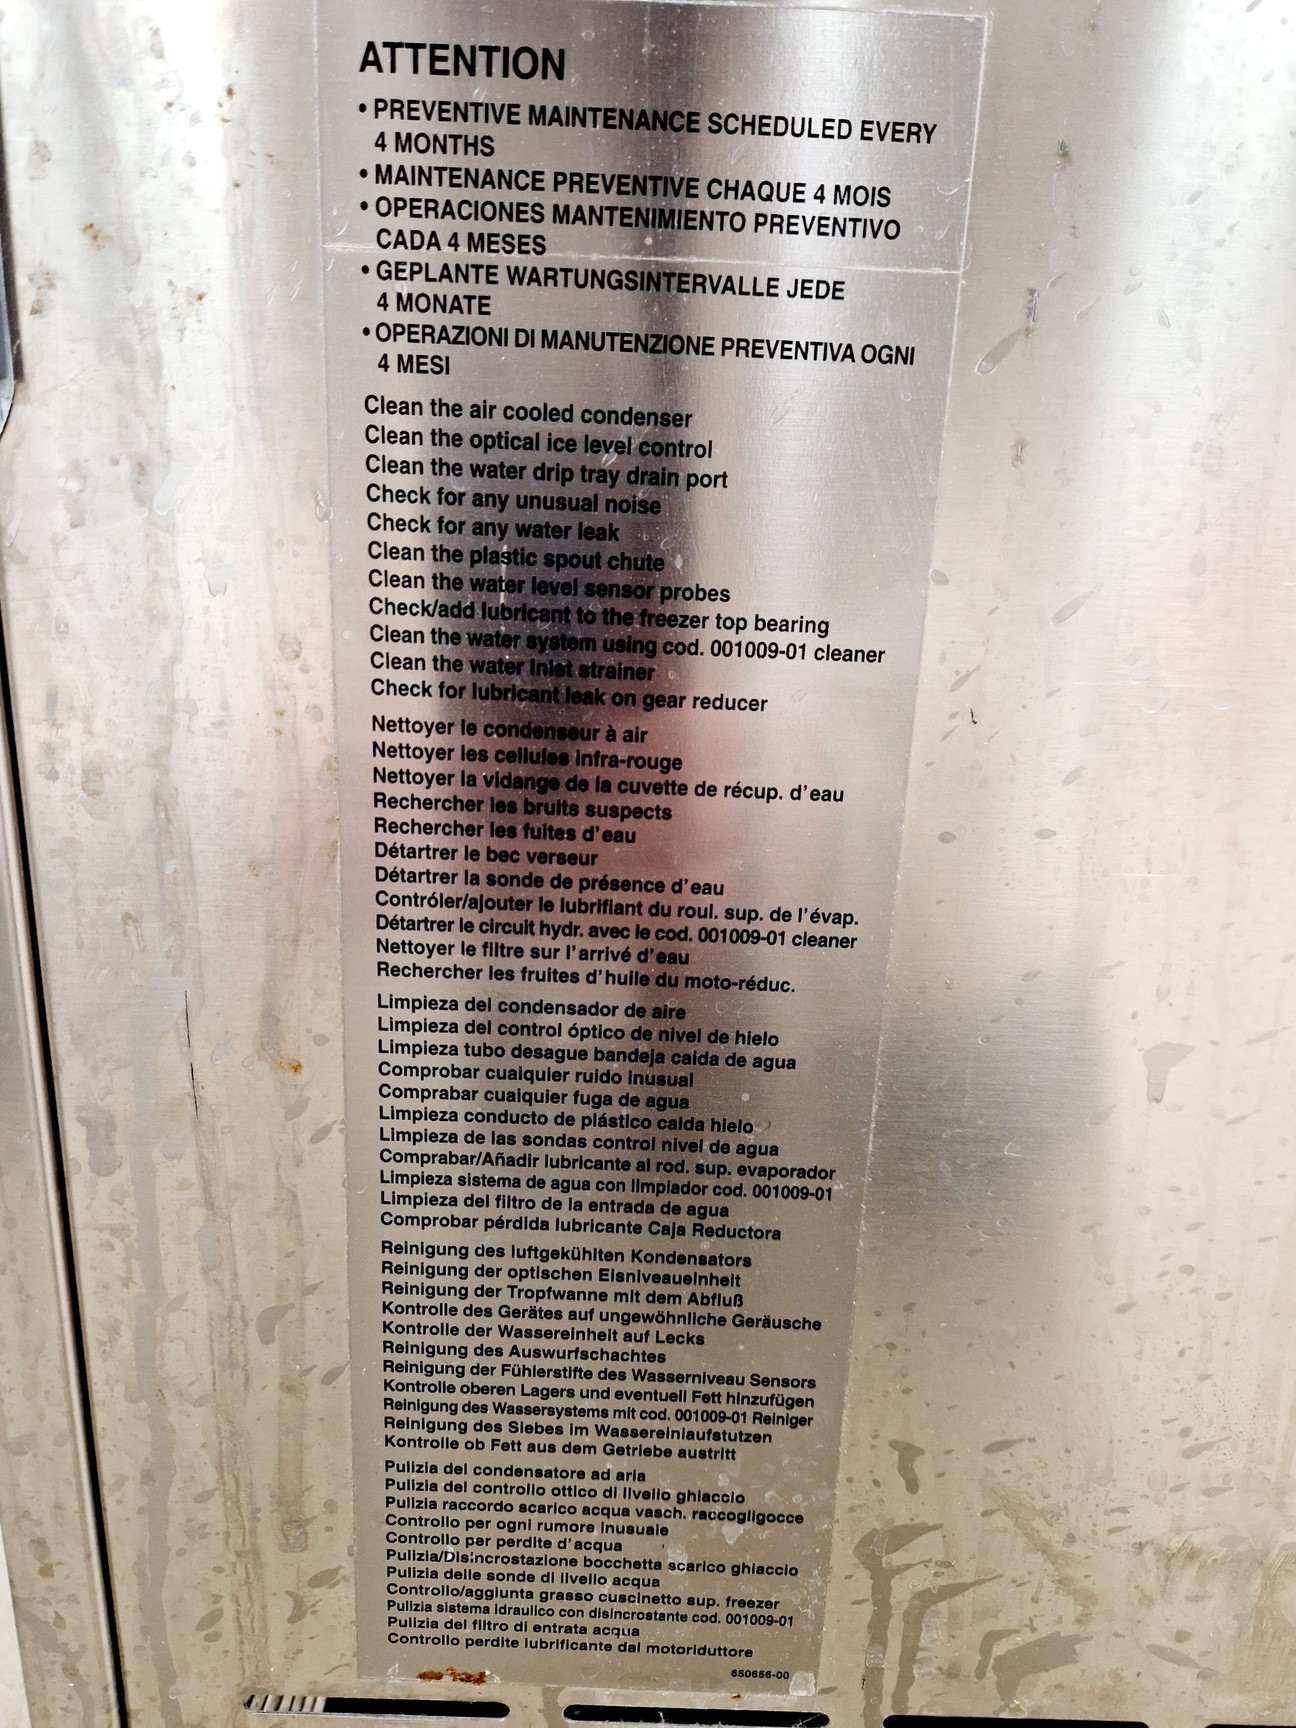 ATTENTION
• PREVENTIVE MAINTENANCE SCHEDULED EVERY
4 MONTHS
• MAINTENANCE PREVENTIVE CHAQUE 4 MOIS
• OPERACIONES MANTENIMIENTO PREVENTIVO
CADA 4 MESES
• GEPLANTE WARTUNGSINTERVALLE JEDE
4 MONATE
• OPERAZIONI DI MANUTENZIONE PREVENTIVA OGNI
4 MESI
Clean the air cooled condenser
Clean the optical ice level control
Clean the water drip tray drain port
Check for any unusual noise
Check for any water leak
Clean the plastic spout chute
Clean the water level sensor probes
Check/add lubricant to the freezer top bearing
Clean the water system using cod. 001009-01 cleaner
Clean the water inlet strainer
Check for lubricant leak on gear reducer
Nettoyer le condenseur à air
Nettoyer les cellules infra-rouge
Nettoyer la vidange de la cuvette de récup. d'eau
Rechercher les bruits suspects
Rechercher les fuites d'eau
Détartrer le bec verseur
Détartrer la sonde de présence d'eau
Contróler/ajouter le lubrifiant du roul. sup. de l'évap.
Détartrer le circuit hydr. avec le cod. 001009-01 cleaner
Nettoyer le filtre sur l'arrivé d'eau
Rechercher les fruites d'huile du moto-réduc.
Limpieza del condensador de aire
Limpieza del control óptico de nivel de hielo
Limpieza tubo desague bandeja caida de agua
Comprobar cualquier ruido inusual
Comprabar cualquier fuga de agua
Limpieza conducto de plástico caida hielo
Limpieza de las sondas control nivel de agua
Comprabar/Añadir lubricante al rod. sup. evaporador
Limpieza sistema de agua con limpiador cod. 001009-01
Limpieza del filtro de la entrada de agua
Comprobar pérdida lubricante Caja Reductora
Reinigung des luftgekühlten Kondensators
Reinigung der optischen Eisniveaueinheit
Reinigung der Tropfwanne mit dem Abfluß
Kontrolle des Gerätes auf ungewöhnliche Geräusche
Kontrolle der Wassereinheit auf Lecks
Reinigung des Auswurfschachtes
Reinigung der Fühlerstifte des Wasserniveau Sensors
Kontrolle oberen Lagers und eventuell Fett hinzufügen
Reinigung des Wassersystems mit cod. 001009-01 Reiniger
Reinigung des Siebes im Wassereinlaufstutzen
Kontrolle ob Fett aus dem Getriebe austritt
Pulizia del condensatore ad aria
Pulizia del controllo ottico di livello ghiaccio
Pulizia raccordo scarico acqua vasch. raccogligocce
Controllo per ogni rumore inusuale
Controllo per perdite d'acqua
Pulizia/Disincrostazione bocchetta scarico ghiaccio
Pulizia delle sonde di livello acqua
Controllo/aggiunta grasso cuscinetto sup. freezer
Pulizia sistema idraulico con disincrostante cod. 001009-01
Pulizia del filtro di entrata acqua
Controllo perdite lubrificante dal motoriduttore
650656-00